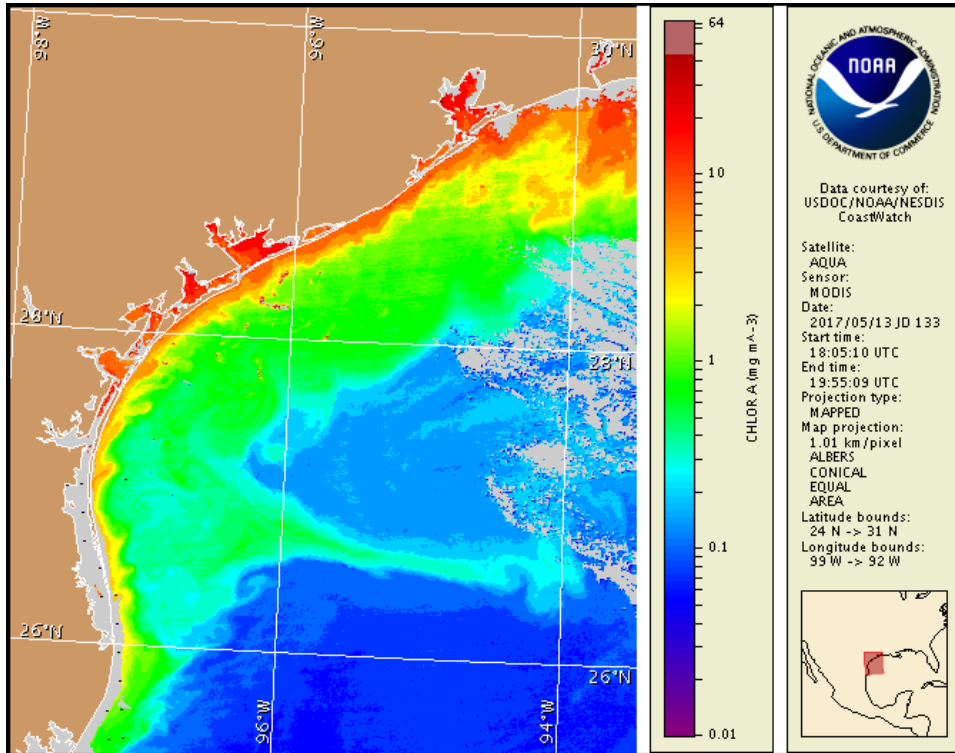 98°W
96°W
30°N
28°N
28°N
26°N
26°N
96°W
94°W
64
10
1
0.1
0.01
CHLOR A (mg m^-3)
NATIONAL OCEANIC AND ATMOSPHERIC ADMINISTRATION
NOAA
U.S. DEPARTMENT OF COMMERCE
Data courtesy of:
USDOC/NOAA/NESDIS
CoastWatch
Satellite:
AQUA
Sensor:
MODIS
Date:
2017/05/13 JD 133
Start time:
18:05:10 UTC
End time:
19:55:09 UTC
Projection type:
MAPPED
Map projection:
1.01 km/pixel
ALBERS
CONICAL
EQUAL
AREA
Latitude bounds:
24 N -> 31 N
Longitude bounds:
99 W -> 92 W